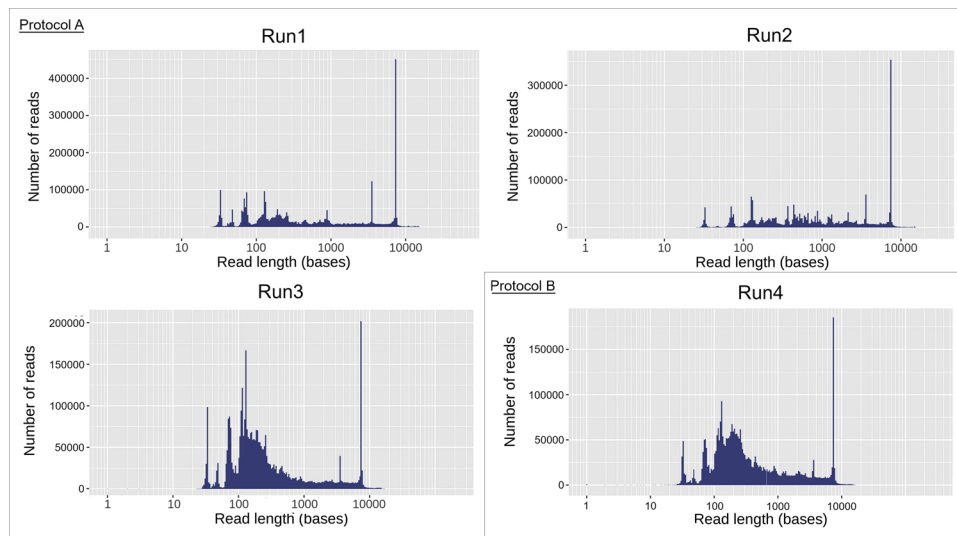 Protocol A
Run1
Number of reads
400000
300000
200000
100000
0
1
10
100
1000
10000
Read length (bases)
Run2
Number of reads
300000
200000
100000
0
1
10
100
1000
10000
Read length (bases)
Run3
Number of reads
200000
150000
100000
50000
0
1
10
100
1000
10000
Read length (bases)
Protocol B
Run4
Number of reads
150000
100000
50000
0
1
10
100
1000
10000
Read length (bases)